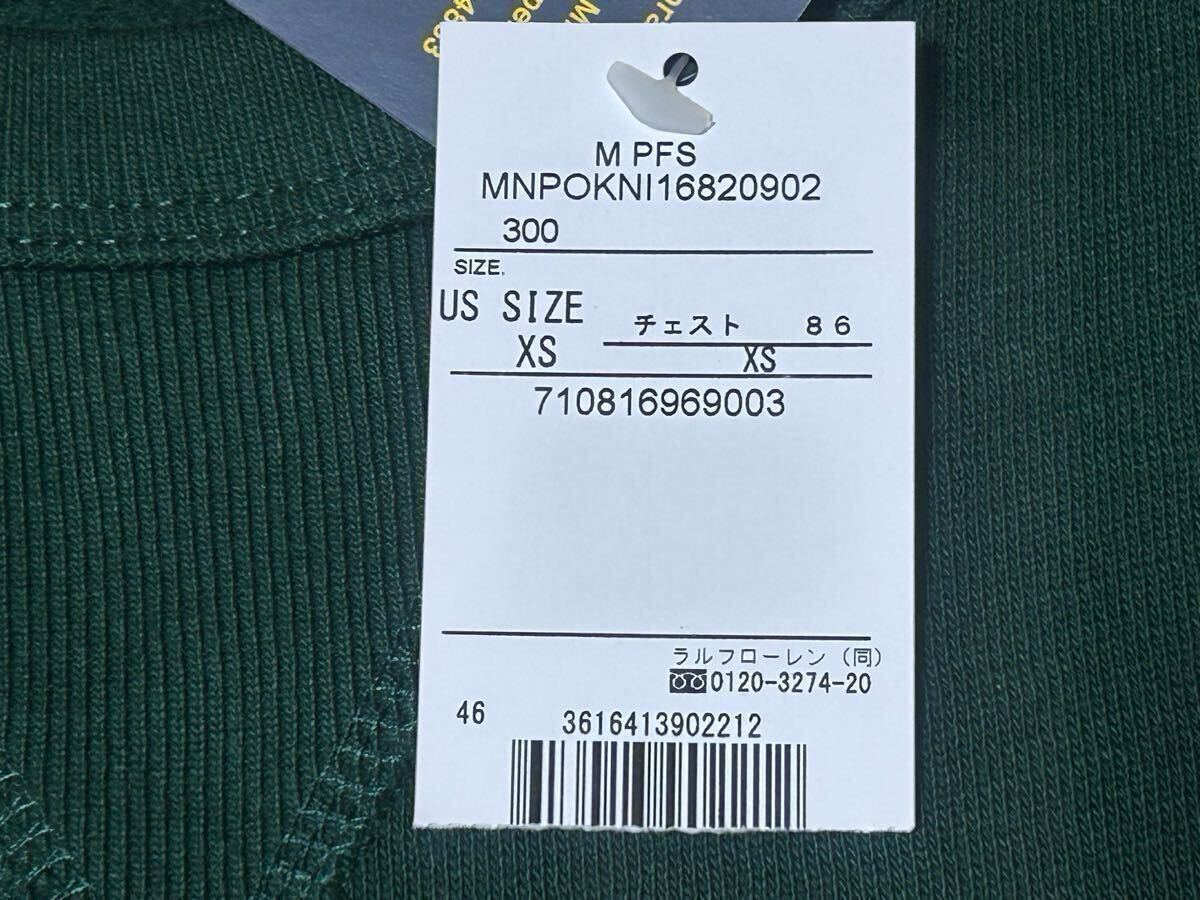 M PFS
MNPOKNI16820902
300
SIZE.
US SIZE
XS
チェスト 86
XS
710816969003
ラルフローレン（同）
0120-3274-20
46
3616413902212